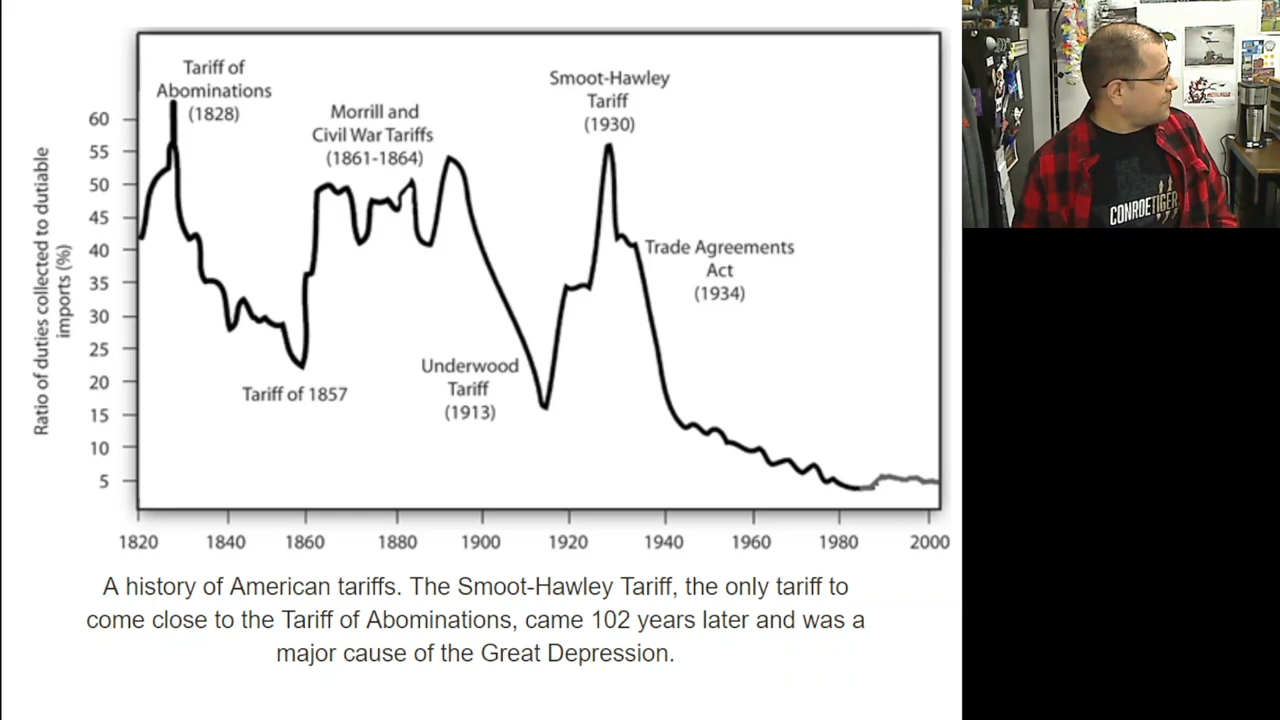 Tariff of
Abominations
(1828)
Morrill and
Civil War Tariffs
(1861-1864)
Smoot-Hawley
Tariff
(1930)
Trade Agreements
Act
(1934)
Underwood
Tariff
(1913)
Tariff of 1857
Ratio of duties collected to dutiable
imports (%)
60
55
50
45
40
35
30
25
20
15
10
5
1820 1840 1860 1880 1900 1920 1940 1960 1980 2000
A history of American tariffs. The Smoot-Hawley Tariff, the only tariff to
come close to the Tariff of Abominations, came 102 years later and was a
major cause of the Great Depression.
CONROETIGER